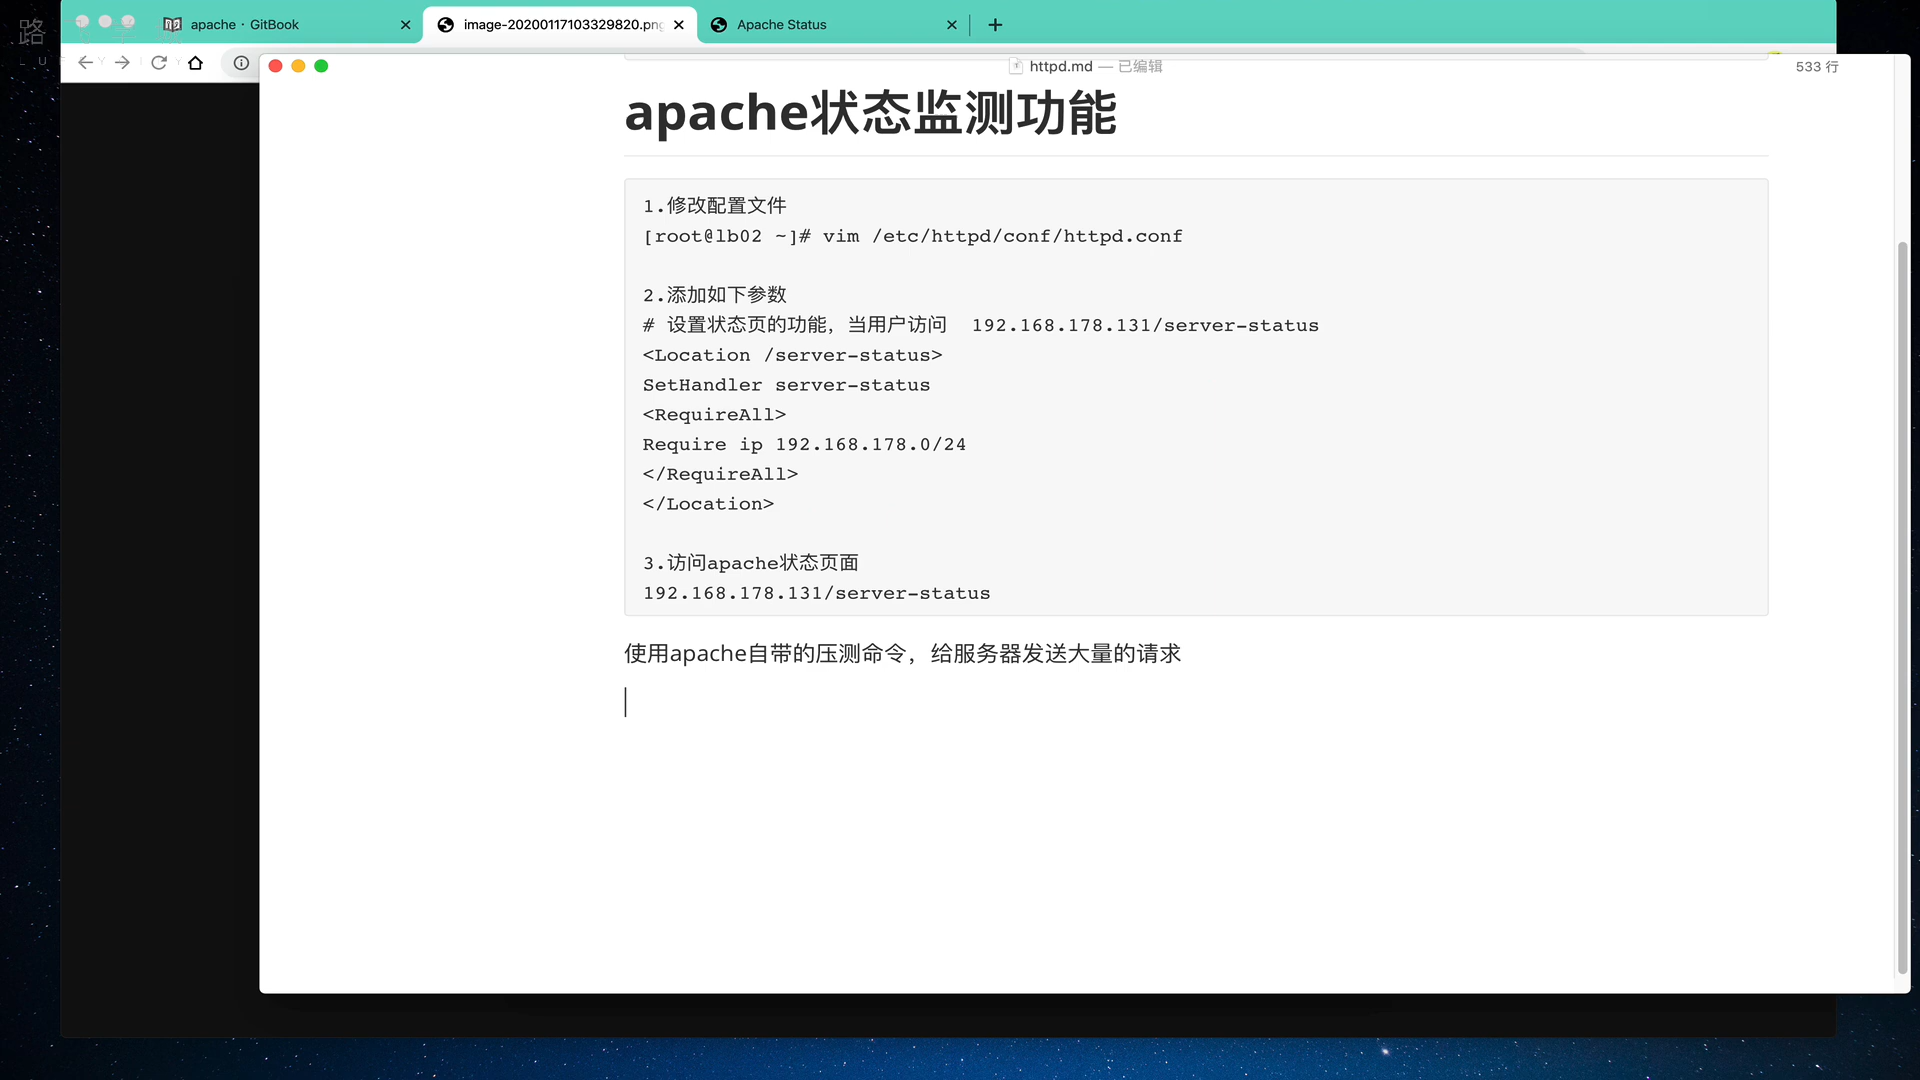 apache · GitBook
image-20200117103329820.png
Apache Status
httpd.md — 已编辑
533 行
apache状态监测功能
1.修改配置文件
[root@lb02 ~]# vim /etc/httpd/conf/httpd.conf
2.添加如下参数
# 设置状态页的功能，当用户访问  192.168.178.131/server-status
<Location /server-status>
SetHandler server-status
<RequireAll>
Require ip 192.168.178.0/24
</RequireAll>
</Location>
3.访问apache状态页面
192.168.178.131/server-status
使用apache自带的压测命令，给服务器发送大量的请求
路